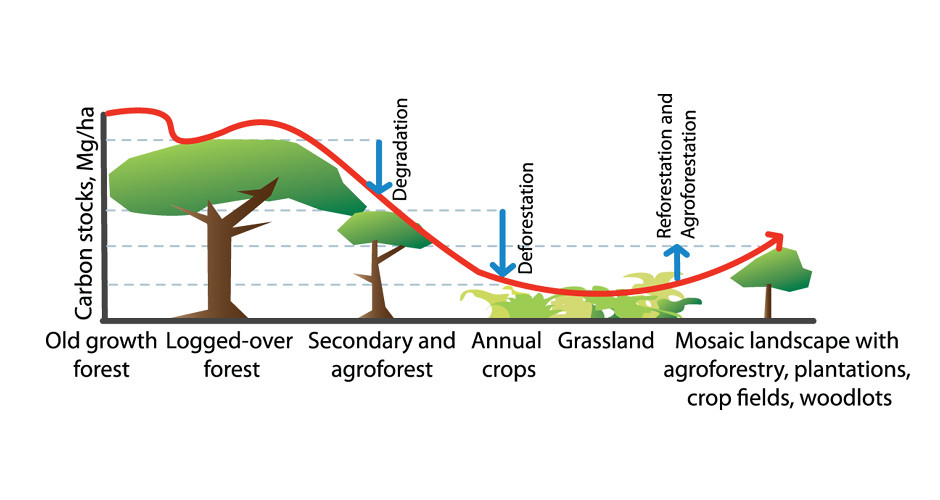 Carbon stocks, Mg/ha
Degradation
Deforestation
Reforestation and
Agroforestation
Old growth
forest
Logged-over
forest
Secondary and
agroforest
Annual
crops
Grassland
Mosaic landscape with
agroforestry, plantations,
crop fields, woodlots